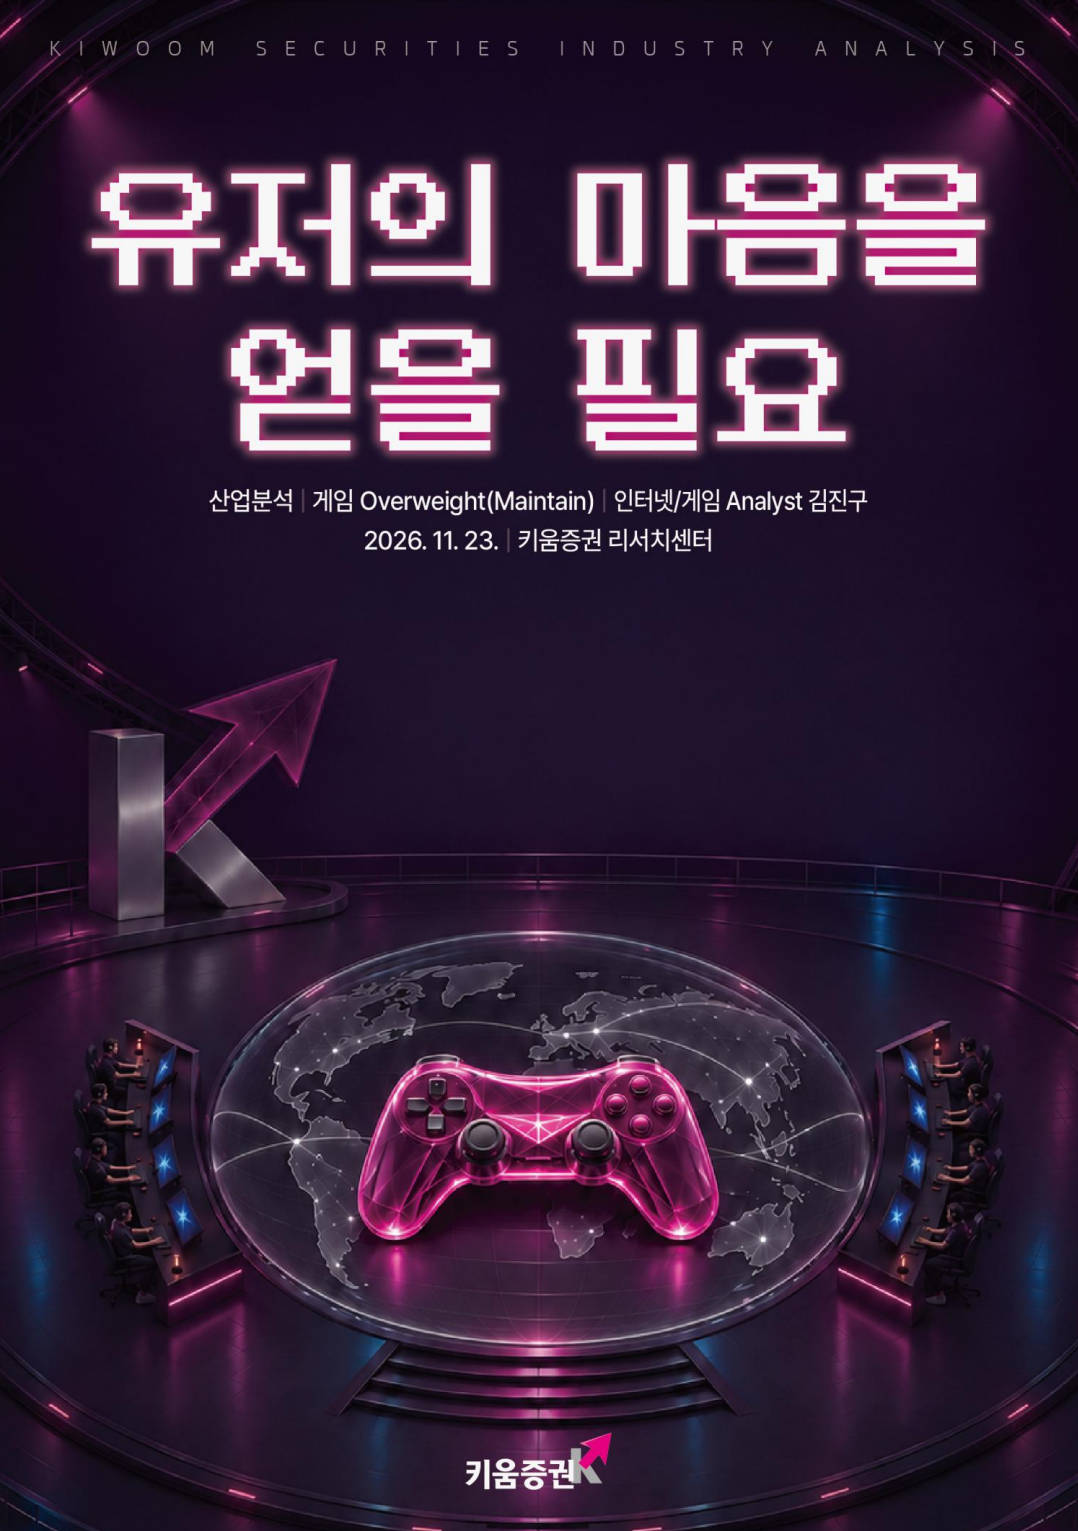 KIWOOM SECURITIES INDUSTRY ANALYSIS
유저의 마음을
얻을 필요
산업분석 | 게임 Overweight(Maintain) | 인터넷/게임 Analyst 김진구
2026. 11. 23. | 키움증권 리서치센터
키움증권